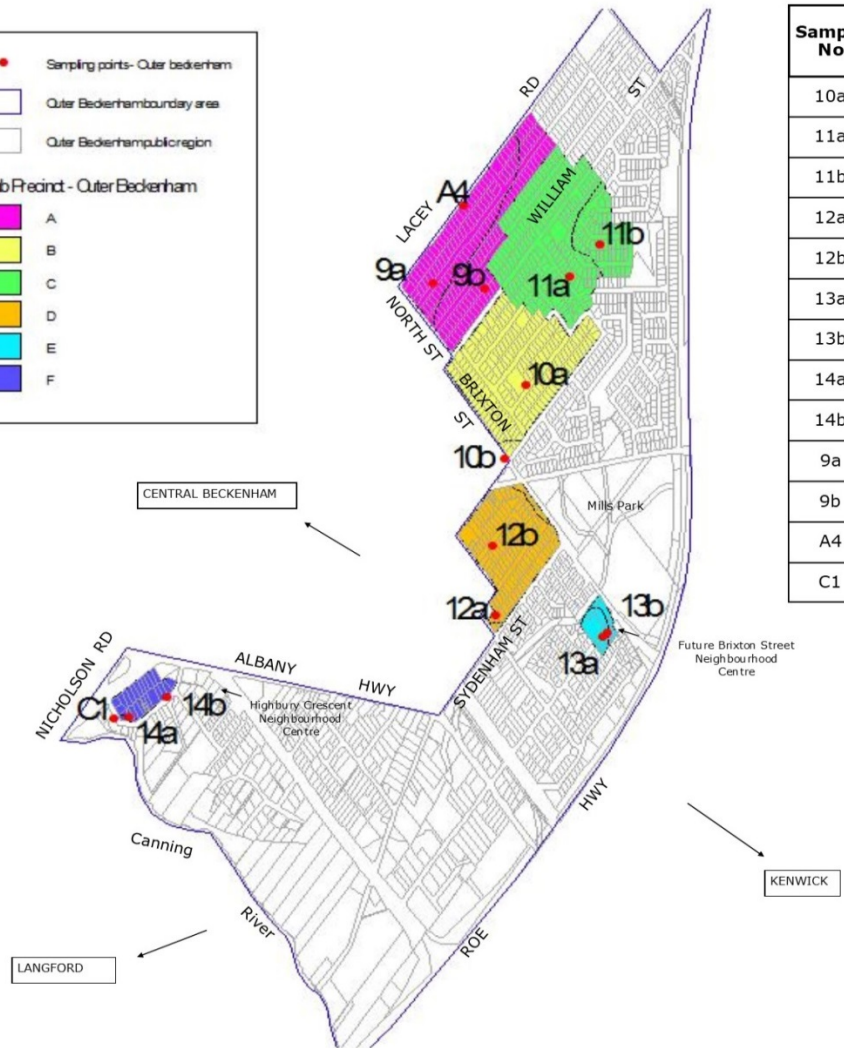 Sampling points- Outer beckenham
Outer Beckenham boundary area
Outer Beckenham public region
b Precinct - Outer Beckenham
A
B
C
D
E
F
Samp
No
10a
11a
11b
12a
12b
13a
13b
14a
14b
9a
9b
A4
C1
RD
ST
A4
LACEY
WILLIAM
11b
9a
9b
11a
NORTH ST
10a
BRIXTON
ST
10b
CENTRAL BECKENHAM
Mills Park
12b
12a
13b
13a
SYDENHAM ST
Future Brixton Street
Neighbourhood
Centre
NICHOLSON RD
ALBANY
HWY
C1
14a
14b
Highbury Crescent
Neighbourhood
Centre
HWY
Canning
KENWICK
River
ROE
LANGFORD